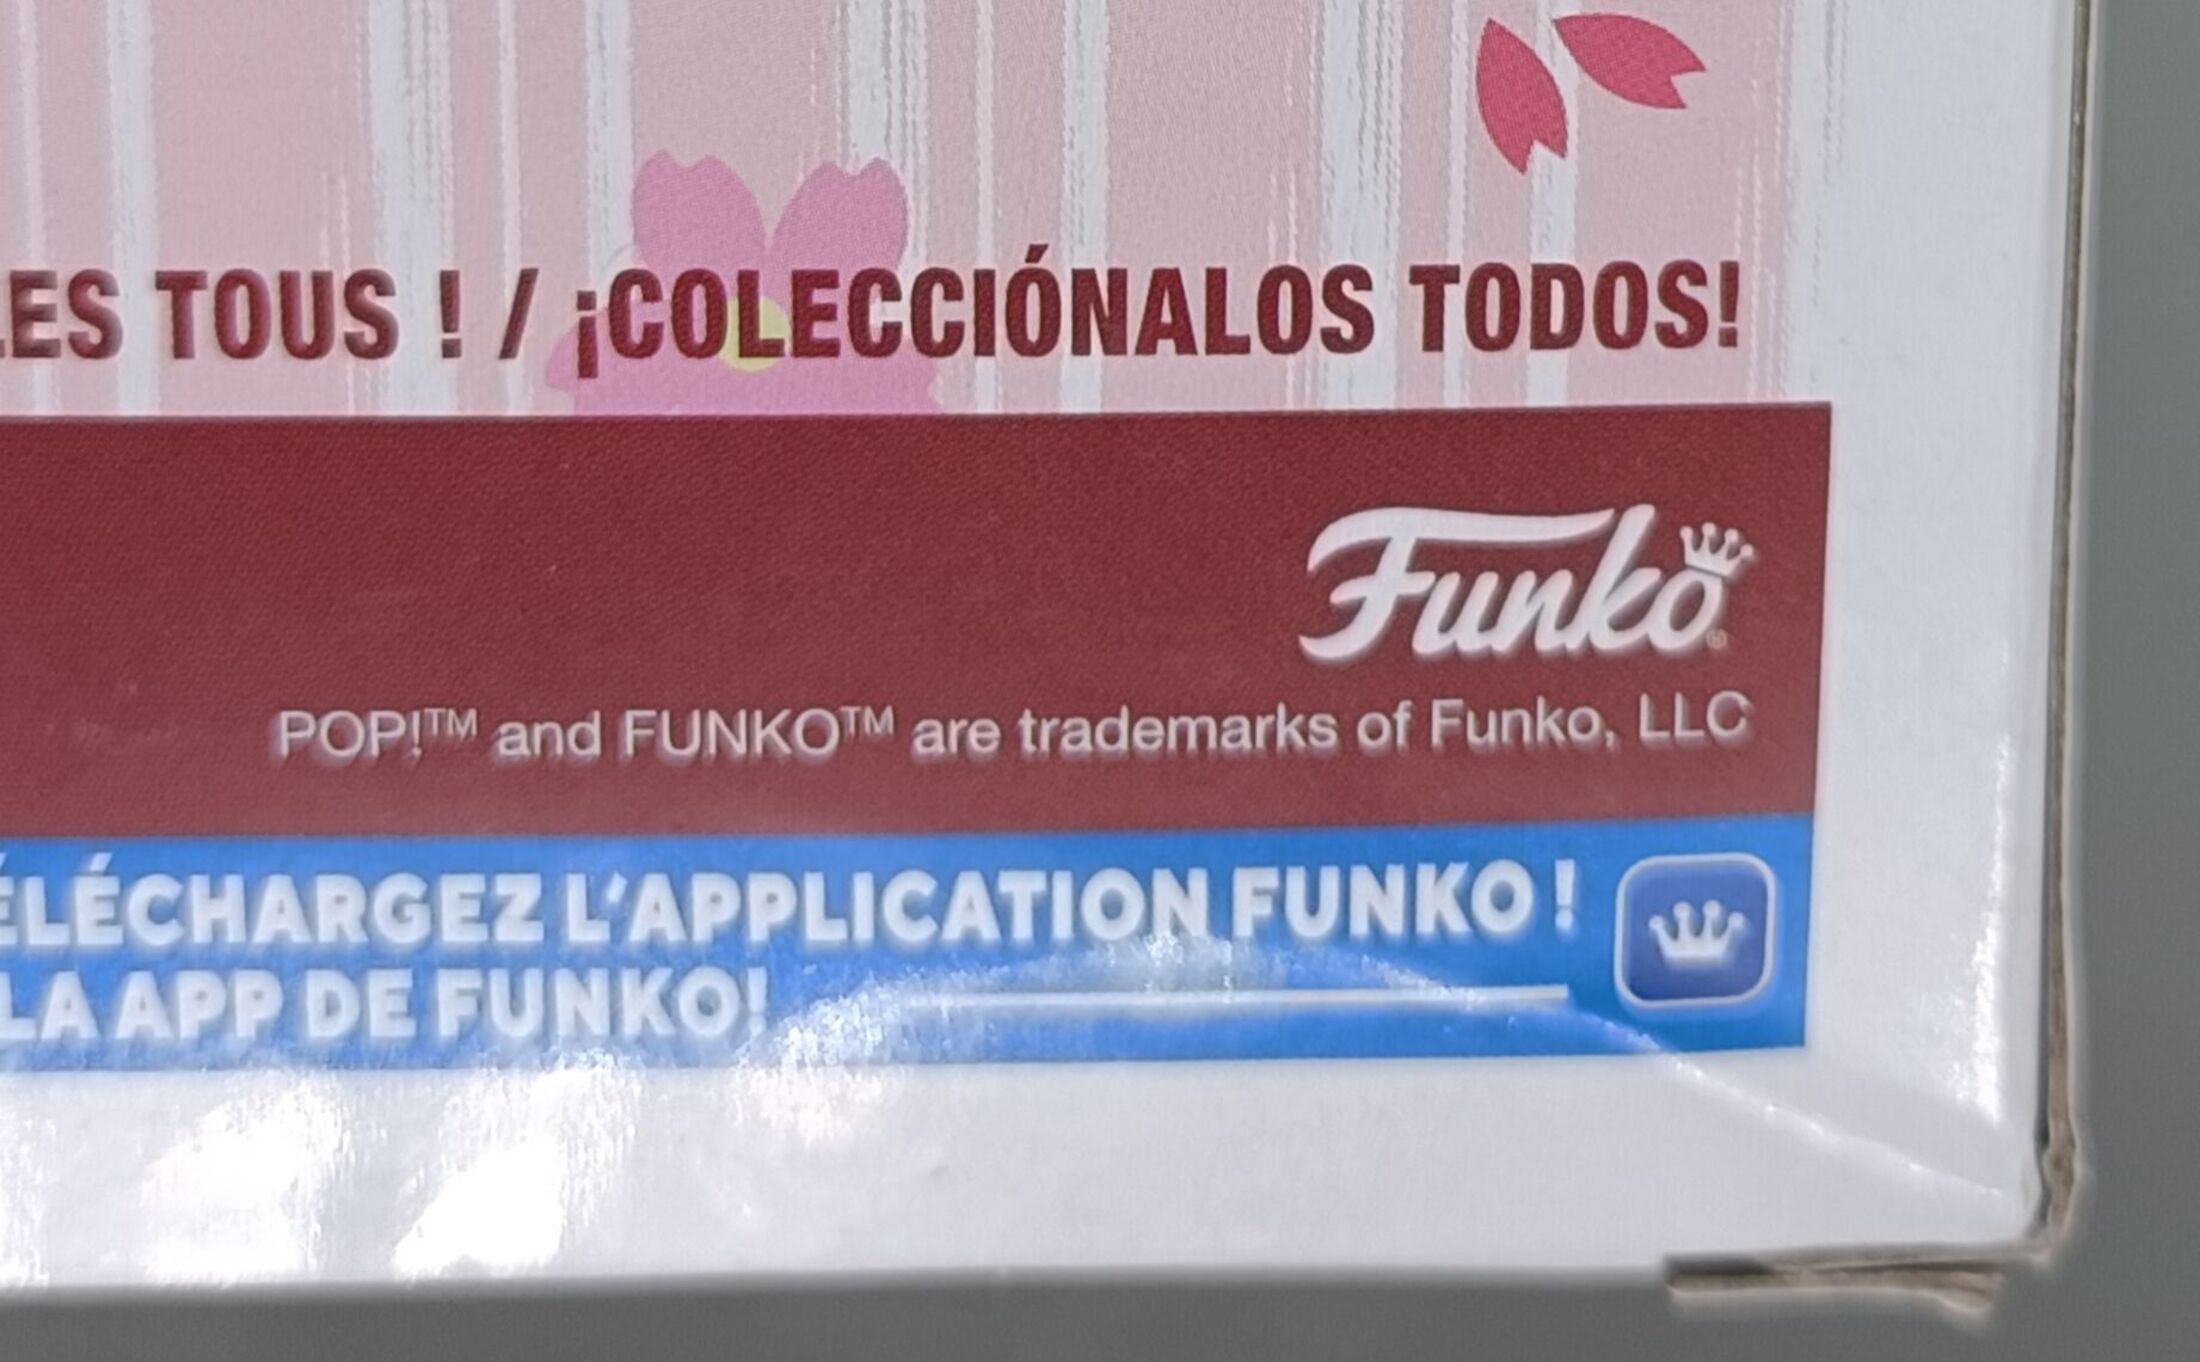 LES TOUS ! / ¡COLECCIÓNALOS TODOS!
Funko®
POP!™ and FUNKO™ are trademarks of Funko, LLC
ÉLÉCHARGEZ L'APPLICATION FUNKO !
LA APP DE FUNKO!